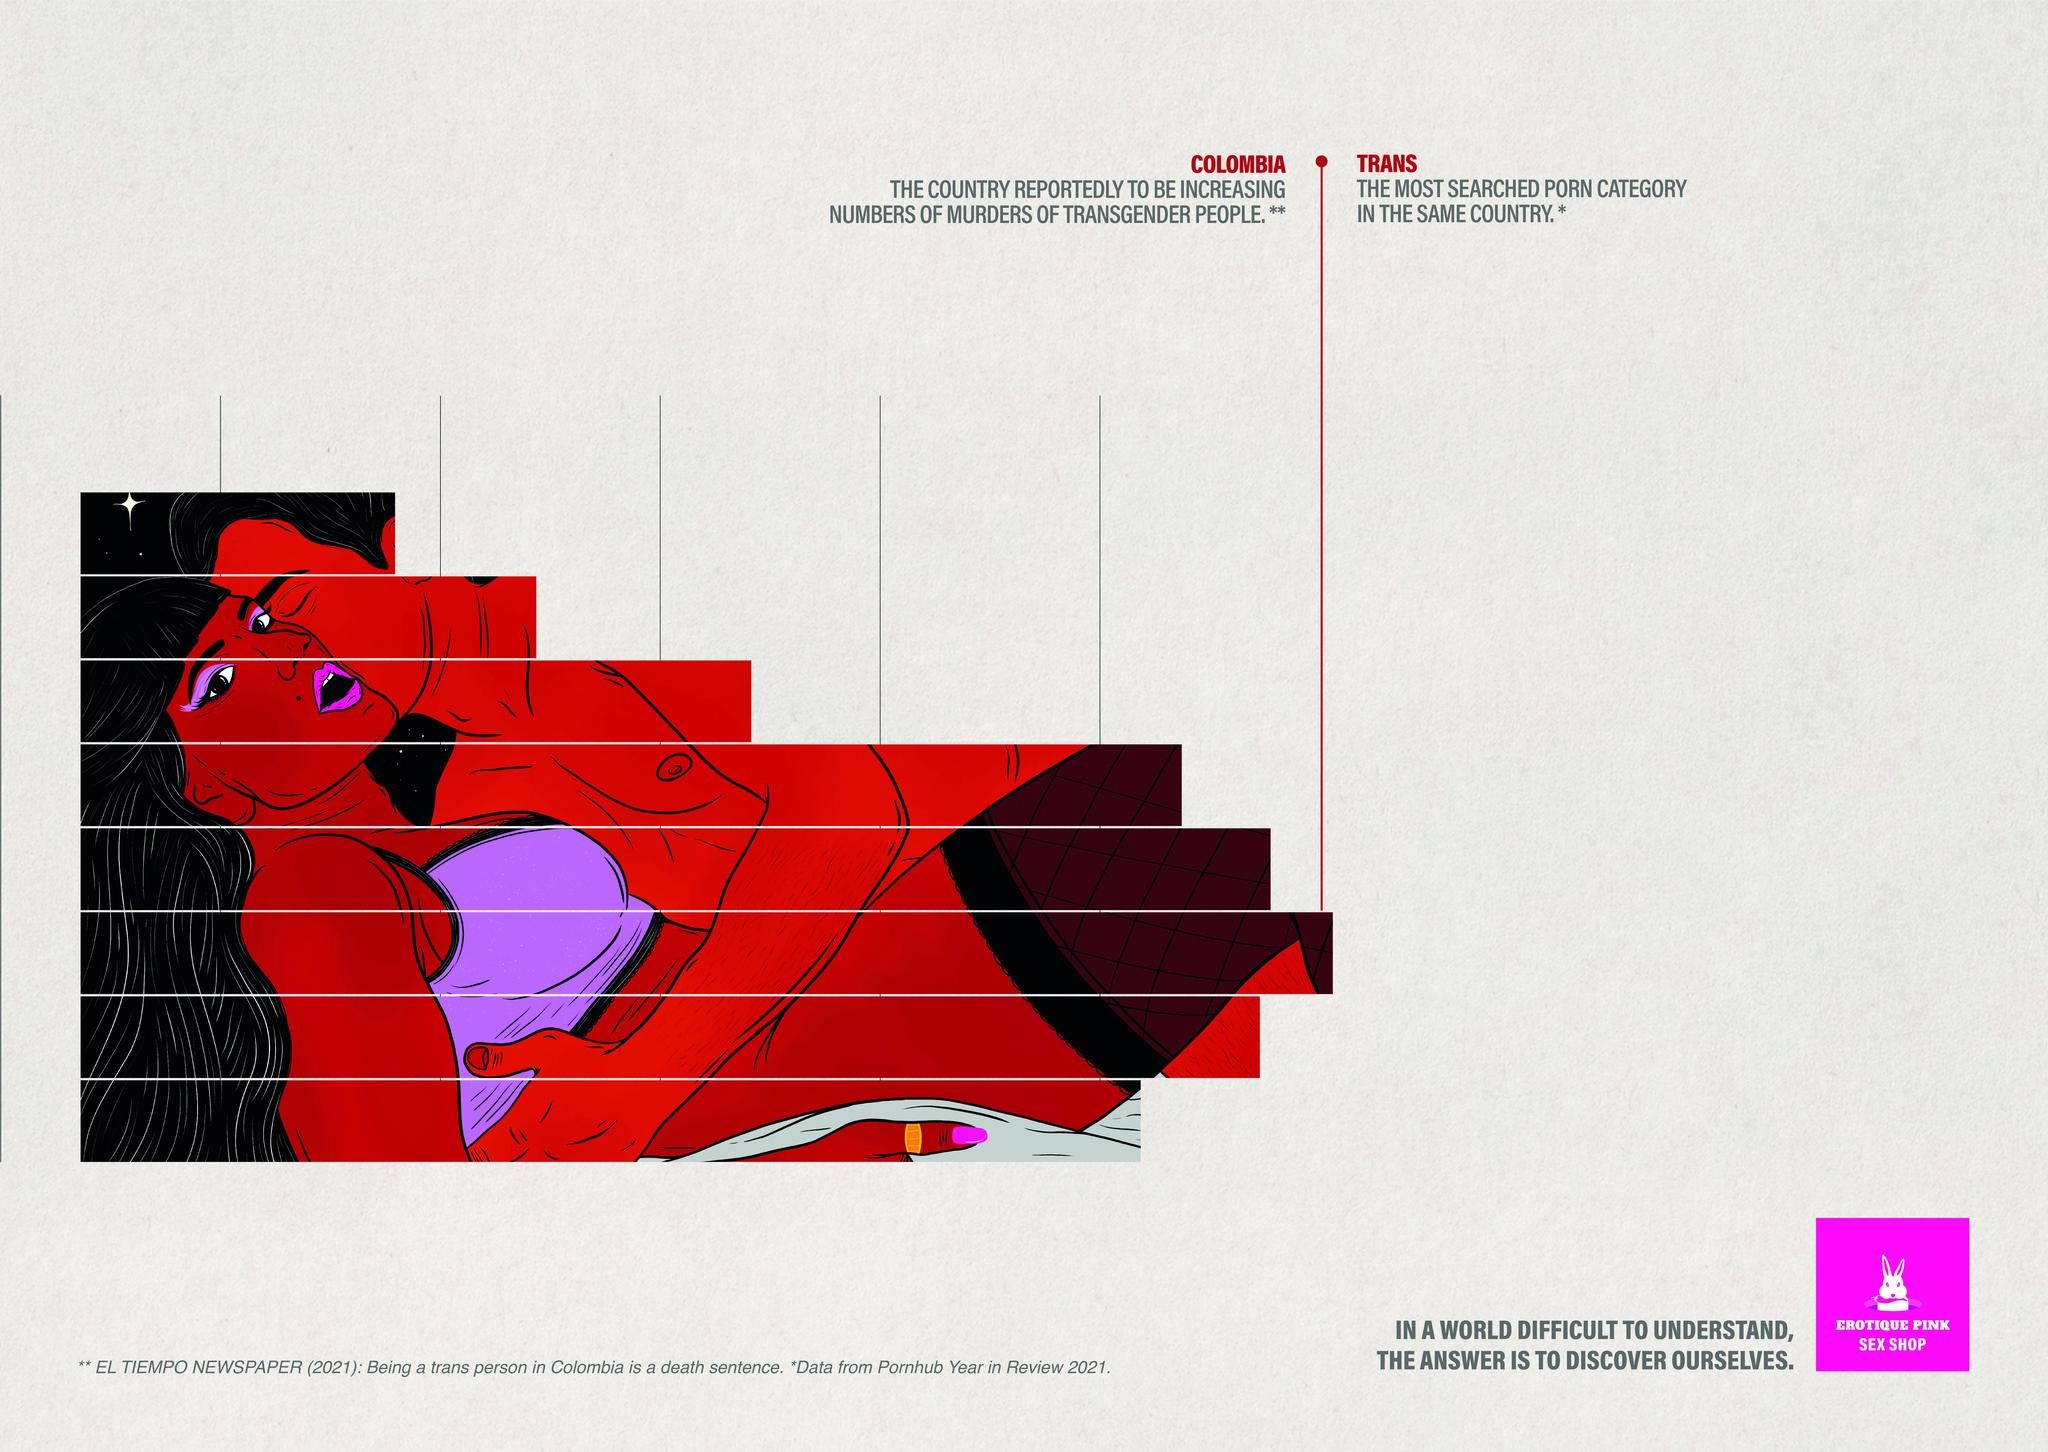 COLOMBIA
THE COUNTRY REPORTEDLY TO BE INCREASING
NUMBERS OF MURDERS OF TRANSGENDER PEOPLE. **
TRANS
THE MOST SEARCHED PORN CATEGORY
IN THE SAME COUNTRY. *
IN A WORLD DIFFICULT TO UNDERSTAND,
THE ANSWER IS TO DISCOVER OURSELVES.
EROTIQUE PINK
SEX SHOP
** EL TIEMPO NEWSPAPER (2021): Being a trans person in Colombia is a death sentence. *Data from Pornhub Year in Review 2021.